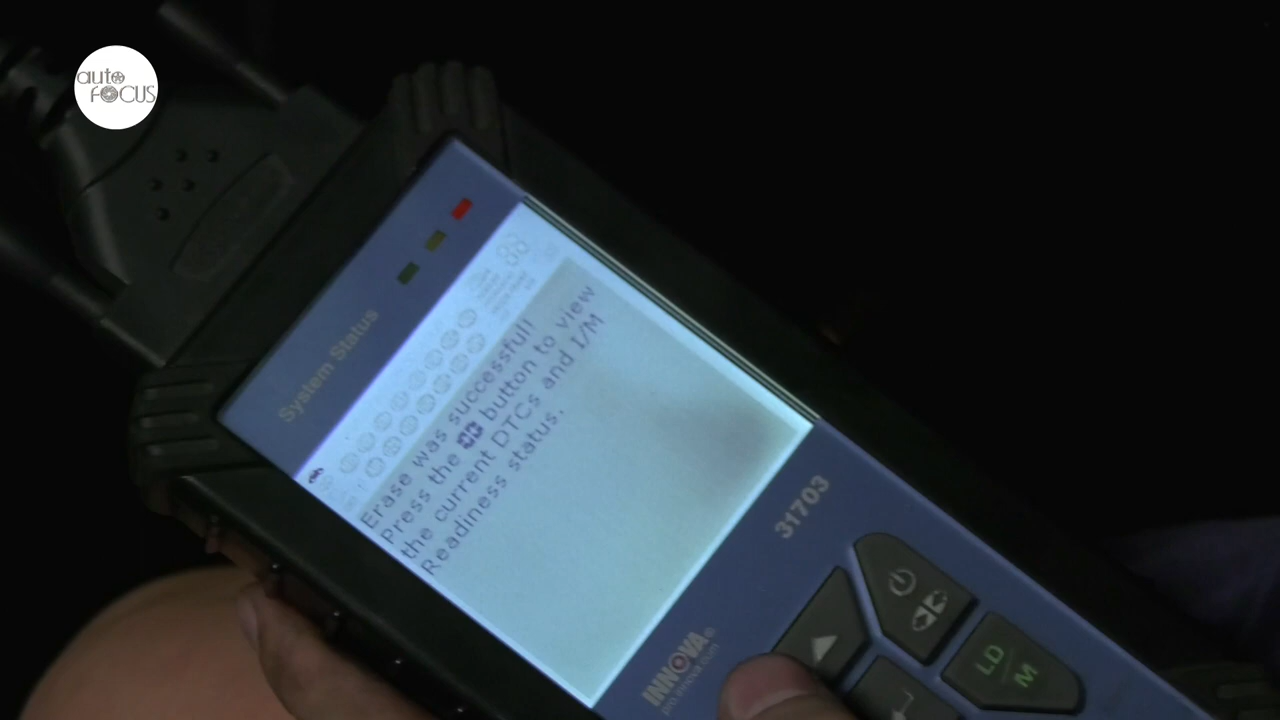 auto
FOCUS
System Status
Erase was successful!
Press the button to view
the current DTCs and I/M
Readiness status.
31703
INNOVA®
LD
M